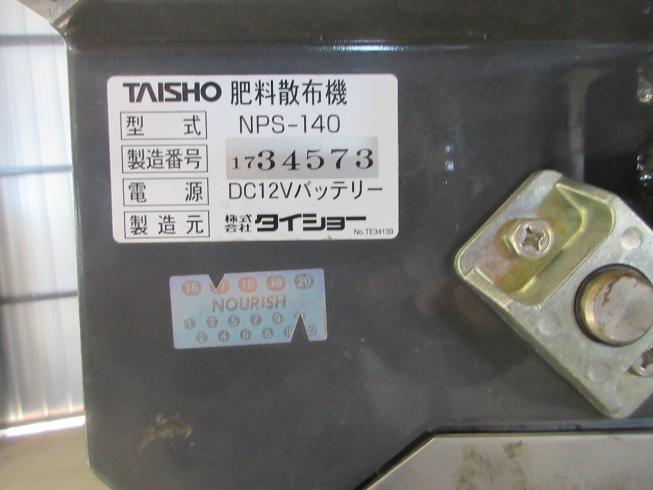 TAISHO 肥料散布機
型式 NPS-140
製造番号 1734573
電源 DC12Vバッテリー
製造元 株式会社 タイショー
No.TE34139
16 17 18 19 20
NOURISH
1 3 5 7 9
2 4 6 8 10 12